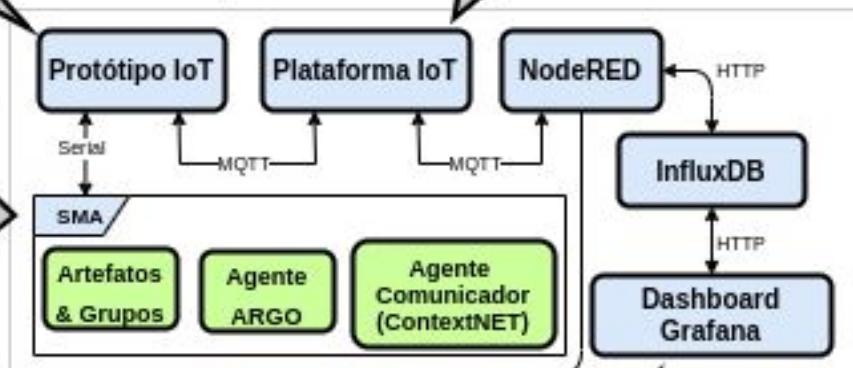 Protótipo IoT
Plataforma IoT
NodeRED
HTTP
Serial
MQTT
MQTT
InfluxDB
SMA
HTTP
Artefatos
& Grupos
Agente
ARGO
Agente
Comunicador
(ContextNET)
Dashboard
Grafana